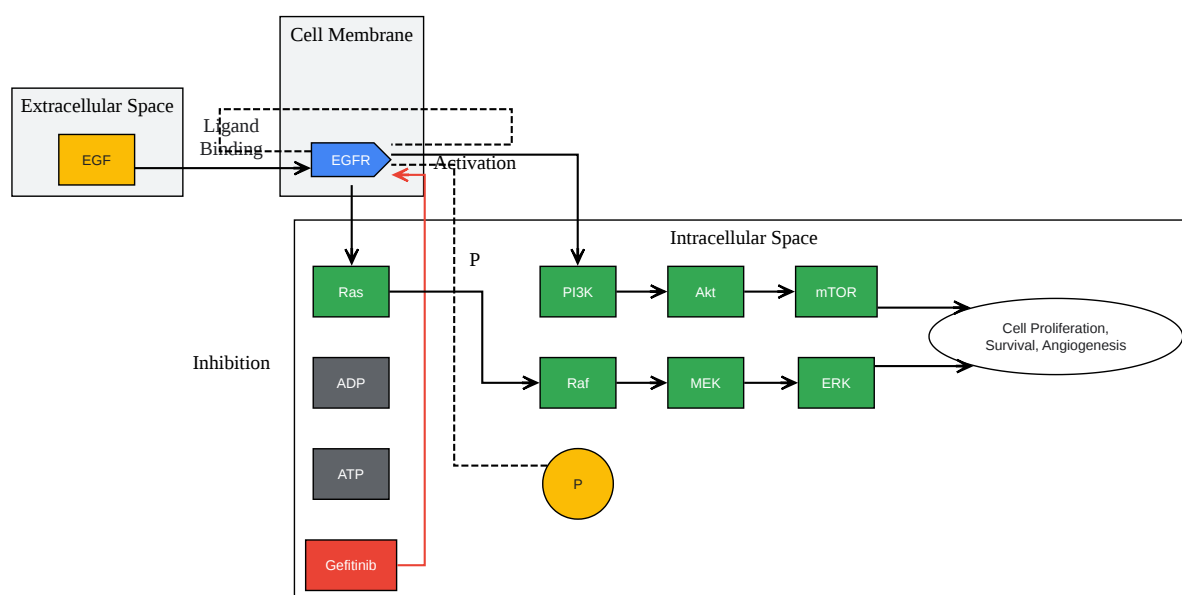 Cell Membrane
Extracellular Space
Ligand
Binding
EGF
EGFR
Activation
Intracellular Space
P
Ras
PI3K
Akt
mTOR
Cell Proliferation,
Survival, Angiogenesis
Inhibition
ADP
Raf
MEK
ERK
ATP
P
Gefitinib